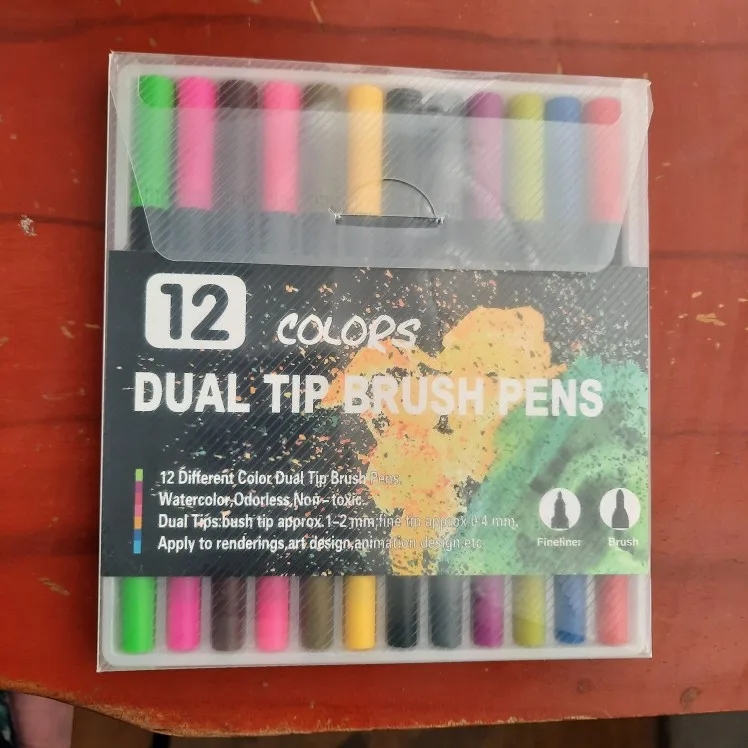 12 COLORS
DUAL TIP BRUSH PENS
12 Different Color Dual Tip Brush Pens.
Watercolor,Odorless,Non-toxic.
Dual Tips:bush tip approx.1-2mm;fine tip approx.0.4 mm.
Apply to renderings,art design,animation design,etc
Fineliner Brush